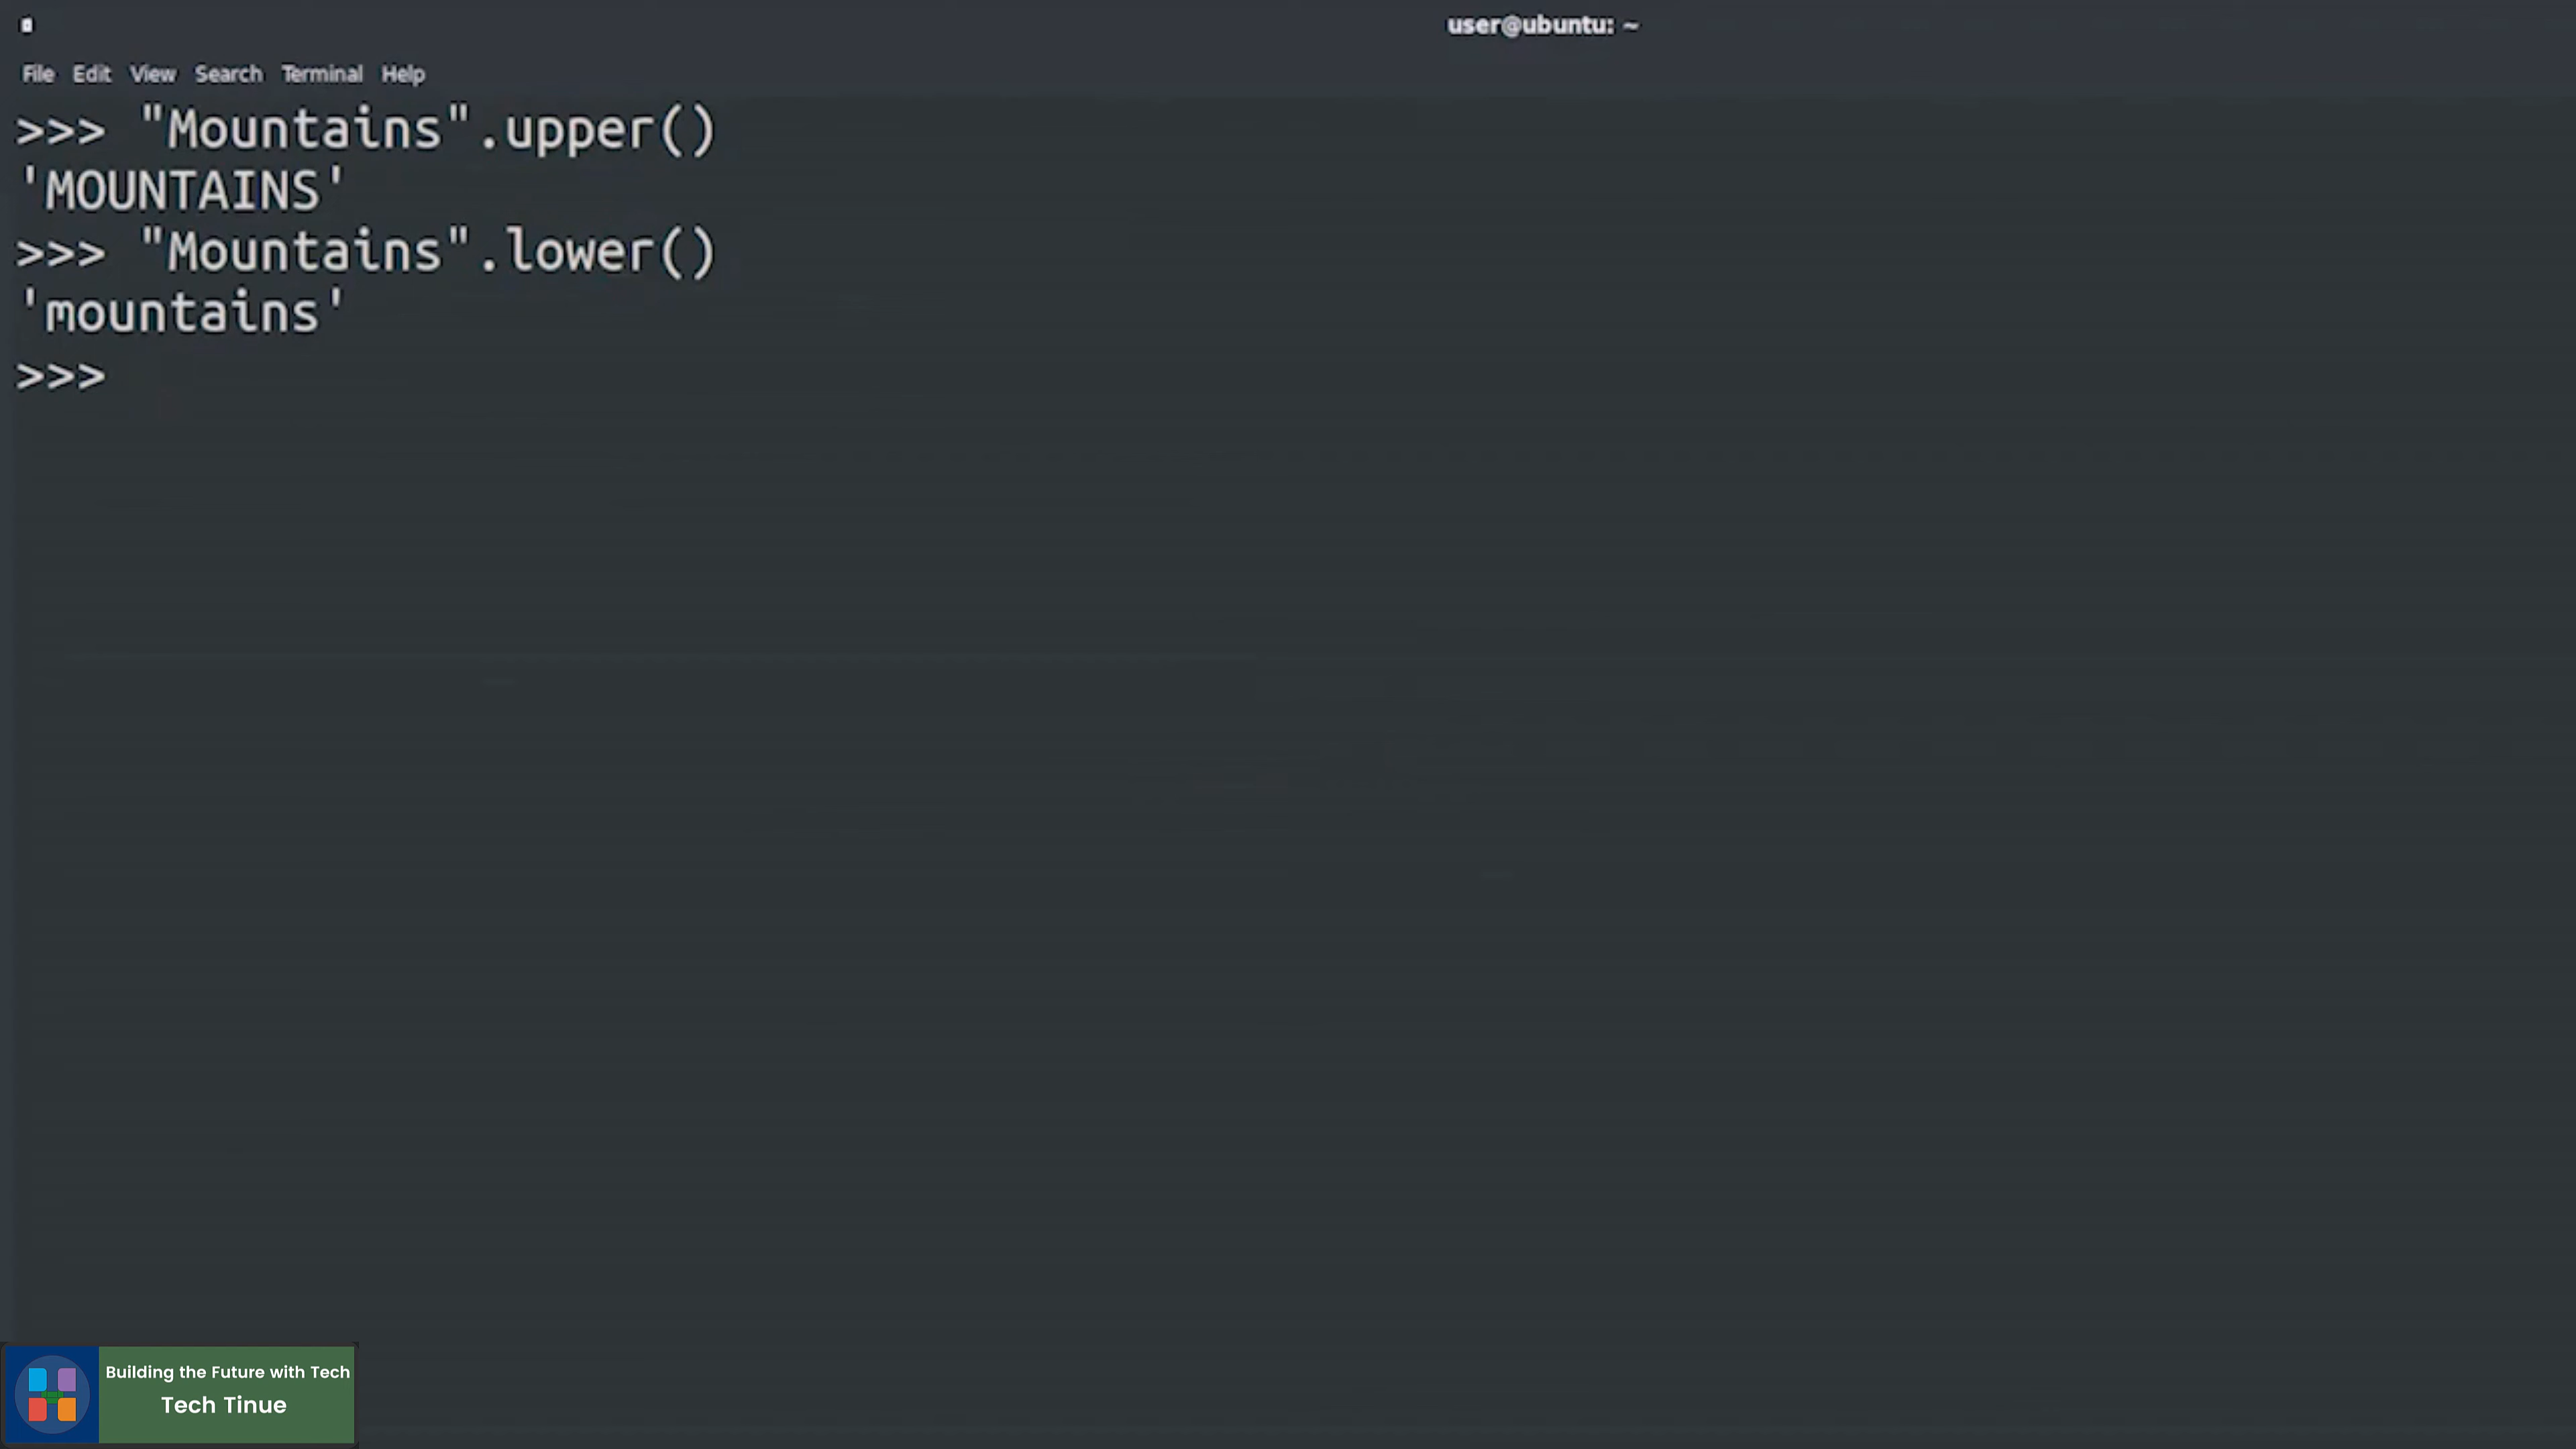 user@ubuntu: ~
File Edit View Search Terminal Help
>>> "Mountains".upper()
'MOUNTAINS'
>>> "Mountains".lower()
'mountains'
>>>
Building the Future with Tech
Tech Tinue